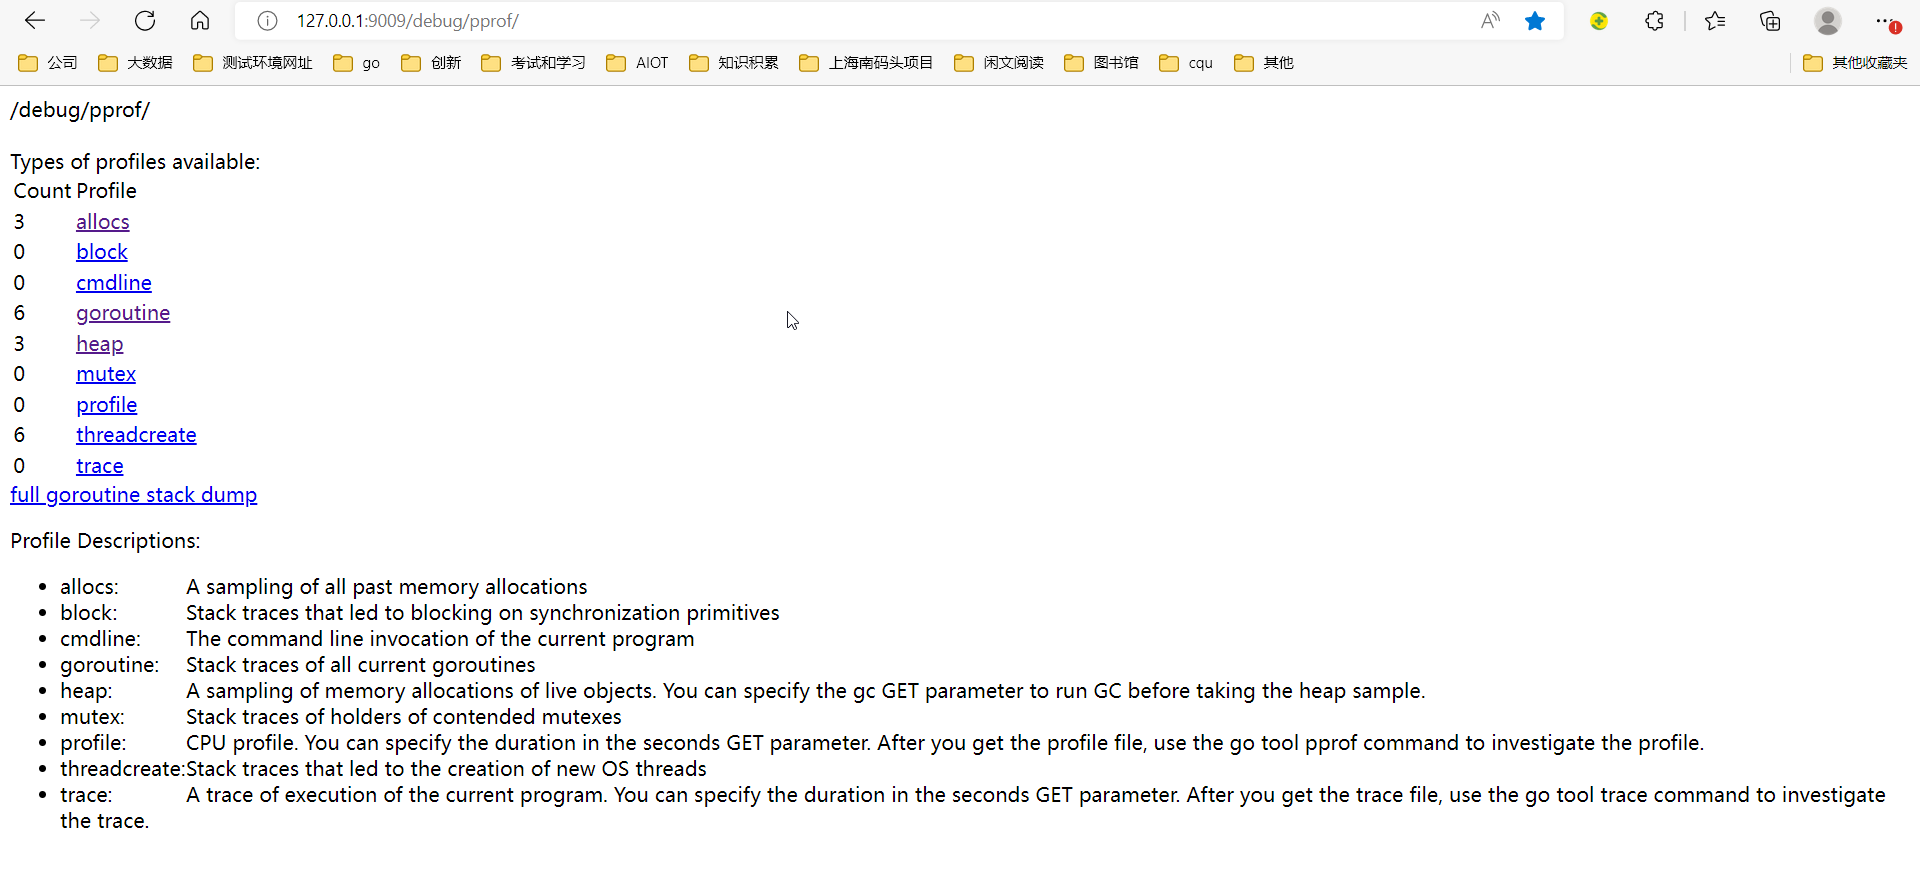 127.0.0.1:9009/debug/pprof/
公司 大数据 测试环境网址 go 创新 考试和学习 AIOT 知识积累 上海南码头项目 闲文阅读 图书馆 cqu 其他 其他收藏夹
/debug/pprof/
Types of profiles available:
Count Profile
3 allocs
0 block
0 cmdline
6 goroutine
3 heap
0 mutex
0 profile
6 threadcreate
0 trace
full goroutine stack dump
Profile Descriptions:
• allocs: A sampling of all past memory allocations
• block: Stack traces that led to blocking on synchronization primitives
• cmdline: The command line invocation of the current program
• goroutine: Stack traces of all current goroutines
• heap: A sampling of memory allocations of live objects. You can specify the gc GET parameter to run GC before taking the heap sample.
• mutex: Stack traces of holders of contended mutexes
• profile: CPU profile. You can specify the duration in the seconds GET parameter. After you get the profile file, use the go tool pprof command to investigate the profile.
• threadcreate:Stack traces that led to the creation of new OS threads
• trace: A trace of execution of the current program. You can specify the duration in the seconds GET parameter. After you get the trace file, use the go tool trace command to investigate
the trace.